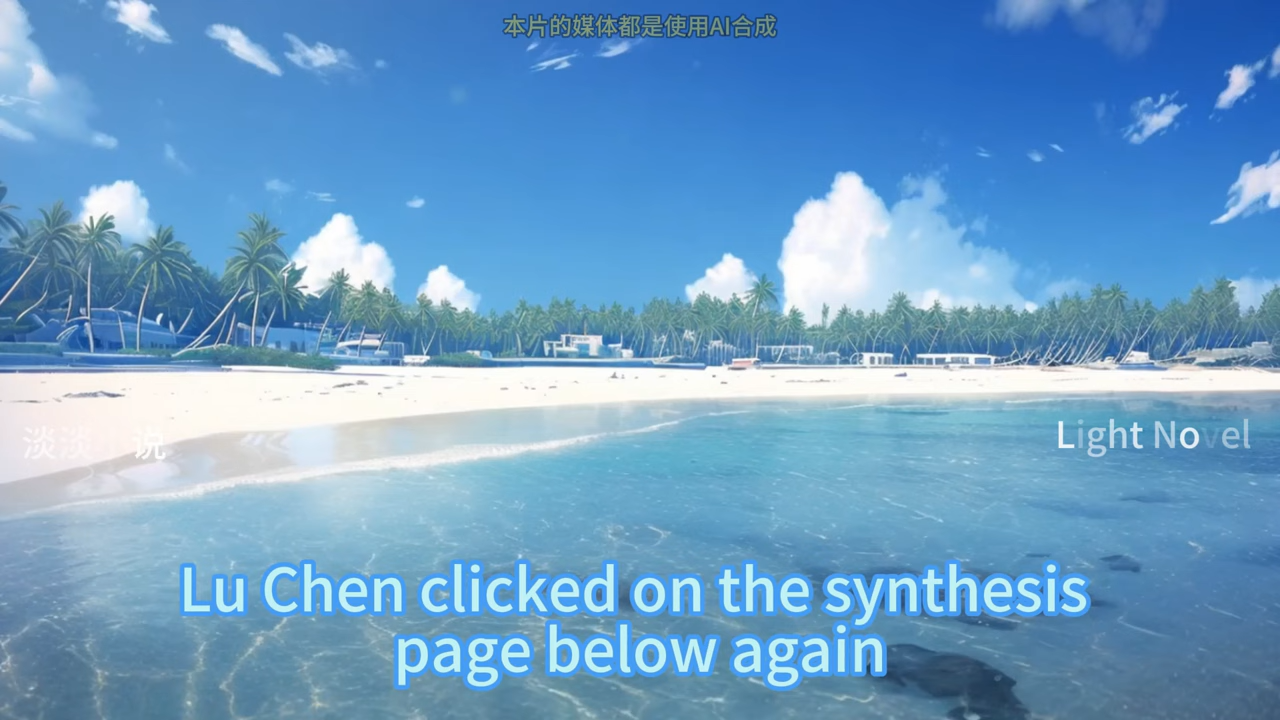 本片的媒体都是使用AI合成
淡淡 说
Light Novel
Lu Chen clicked on the synthesis
page below again